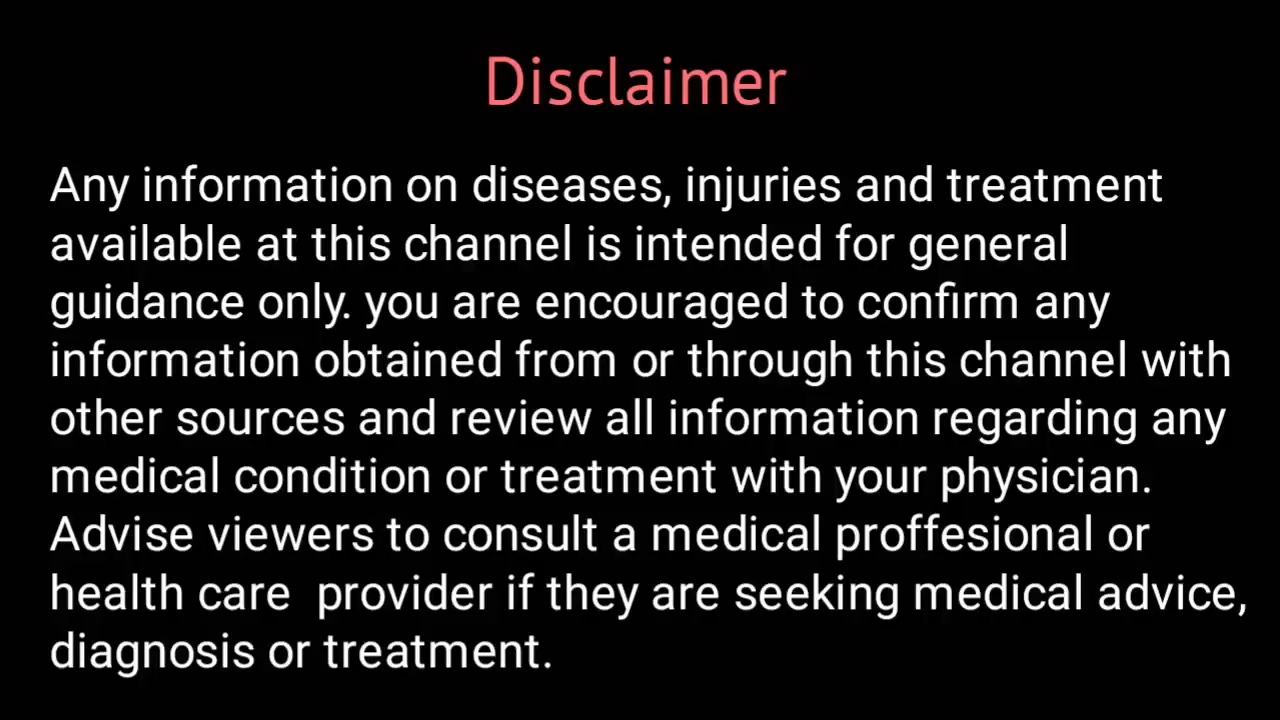 Disclaimer
Any information on diseases, injuries and treatment
available at this channel is intended for general
guidance only. you are encouraged to confirm any
information obtained from or through this channel with
other sources and review all information regarding any
medical condition or treatment with your physician.
Advise viewers to consult a medical proffesional or
health care  provider if they are seeking medical advice,
diagnosis or treatment.